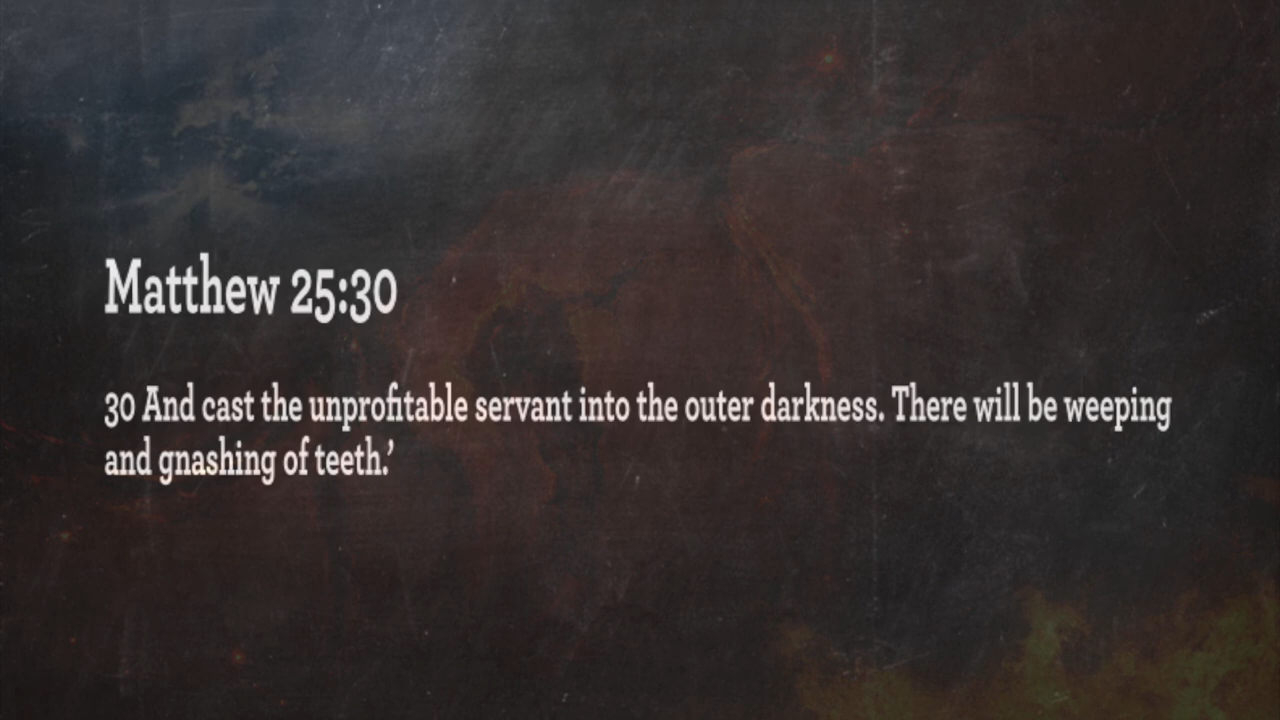 Matthew 25:30
30 And cast the unprofitable servant into the outer darkness. There will be weeping
and gnashing of teeth.’